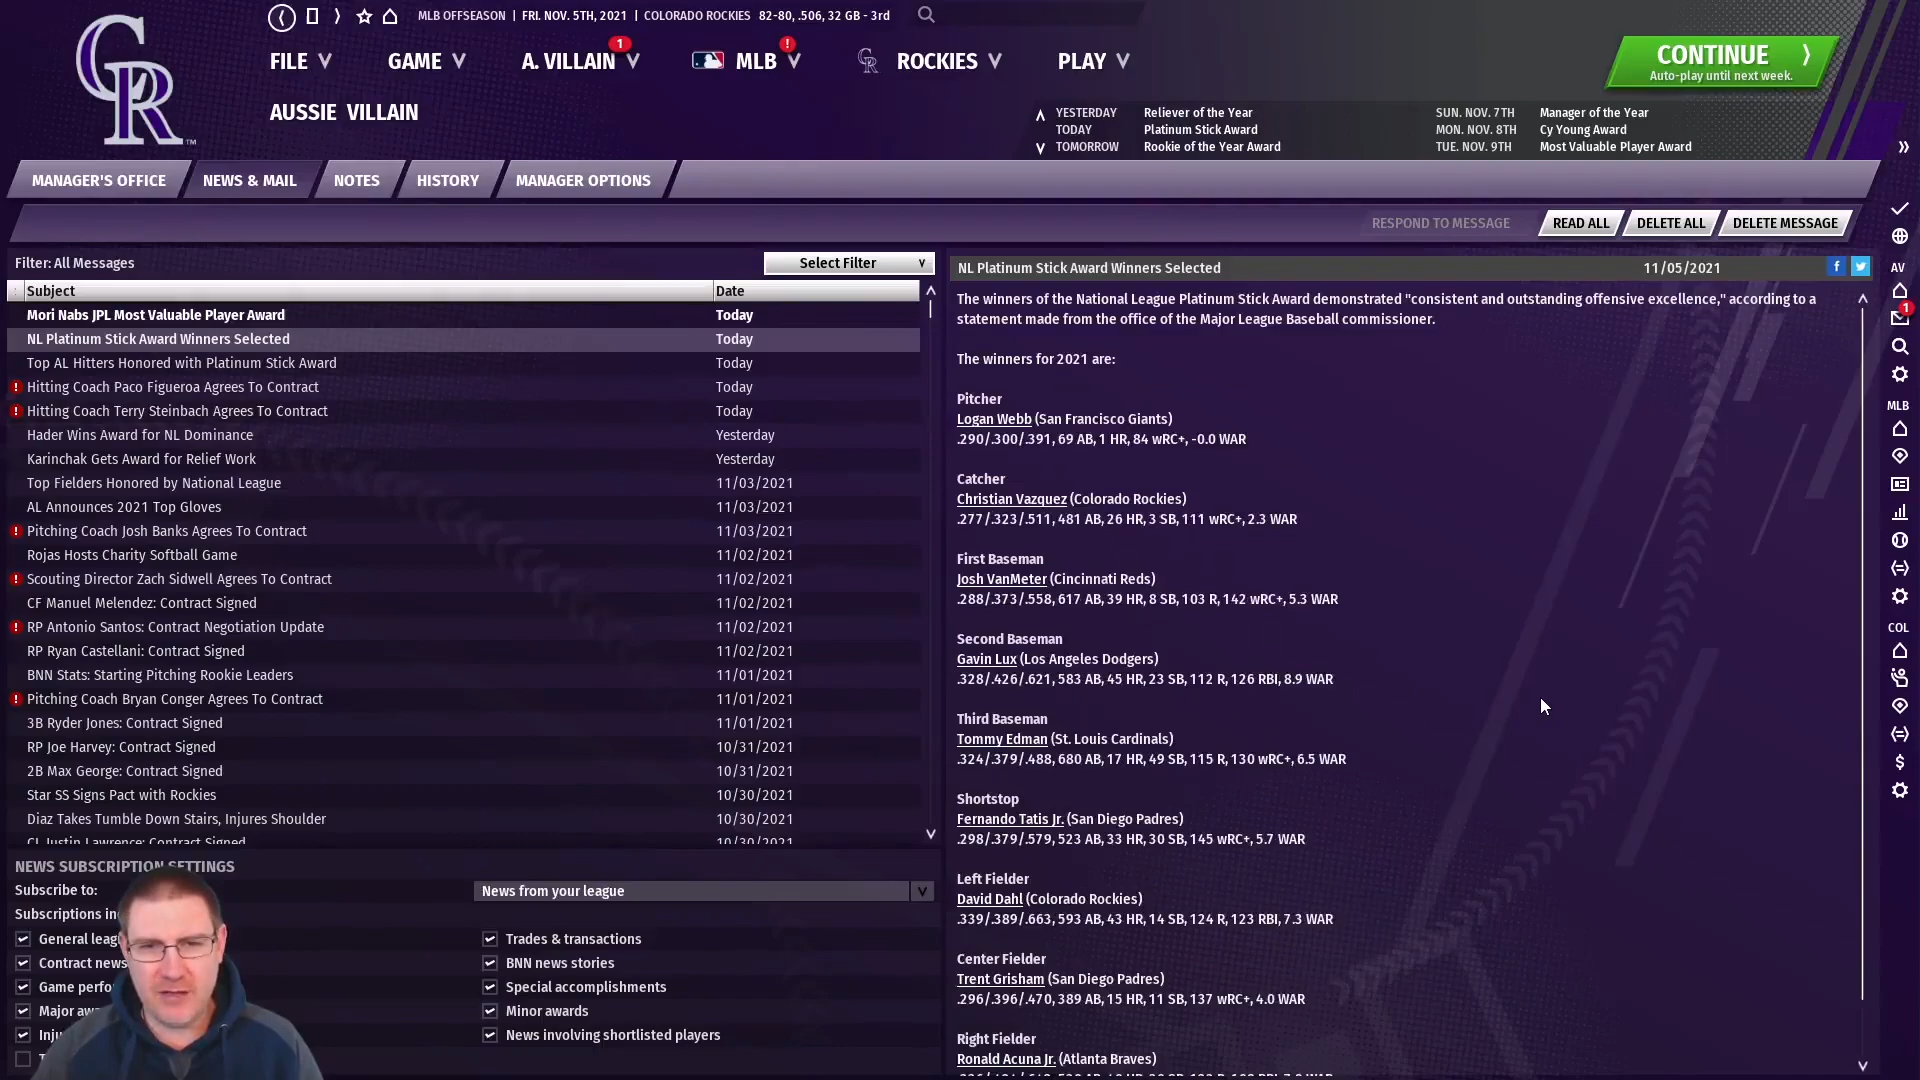 MLB OFFSEASON | FRI. NOV. 5TH, 2021 | COLORADO ROCKIES 82-80, .506, 32 GB - 3rd
FILE GAME A. VILLAIN 1 MLB ! ROCKIES PLAY
CONTINUE
Auto-play until next week.
CR
TM
AUSSIE VILLAIN
YESTERDAY Reliever of the Year SUN. NOV. 7TH Manager of the Year
TODAY Platinum Stick Award MON. NOV. 8TH Cy Young Award
TOMORROW Rookie of the Year Award TUE. NOV. 9TH Most Valuable Player Award
MANAGER'S OFFICE NEWS & MAIL NOTES HISTORY MANAGER OPTIONS
RESPOND TO MESSAGE READ ALL DELETE ALL DELETE MESSAGE
Filter: All Messages Select Filter
Subject Date
Mori Nabs JPL Most Valuable Player Award Today
NL Platinum Stick Award Winners Selected Today
Top AL Hitters Honored with Platinum Stick Award Today
! Hitting Coach Paco Figueroa Agrees To Contract Today
! Hitting Coach Terry Steinbach Agrees To Contract Today
Hader Wins Award for NL Dominance Yesterday
Karinchak Gets Award for Relief Work Yesterday
Top Fielders Honored by National League 11/03/2021
AL Announces 2021 Top Gloves 11/03/2021
! Pitching Coach Josh Banks Agrees To Contract 11/03/2021
Rojas Hosts Charity Softball Game 11/02/2021
! Scouting Director Zach Sidwell Agrees To Contract 11/02/2021
CF Manuel Melendez: Contract Signed 11/02/2021
! RP Antonio Santos: Contract Negotiation Update 11/02/2021
RP Ryan Castellani: Contract Signed 11/02/2021
BNN Stats: Starting Pitching Rookie Leaders 11/01/2021
! Pitching Coach Bryan Conger Agrees To Contract 11/01/2021
3B Ryder Jones: Contract Signed 11/01/2021
RP Joe Harvey: Contract Signed 10/31/2021
2B Max George: Contract Signed 10/31/2021
Star SS Signs Pact with Rockies 10/30/2021
Diaz Takes Tumble Down Stairs, Injures Shoulder 10/30/2021
CL Justin Lawrence: Contract Signed 10/30/2021
NEWS SUBSCRIPTION SETTINGS
Subscribe to: News from your league
Subscriptions in
General leag Trades & transactions
Contract news BNN news stories
Game perfo Special accomplishments
Major awa Minor awards
Inju News involving shortlisted players
T
NL Platinum Stick Award Winners Selected 11/05/2021
The winners of the National League Platinum Stick Award demonstrated "consistent and outstanding offensive excellence," according to a
statement made from the office of the Major League Baseball commissioner.
The winners for 2021 are:
Pitcher
Logan Webb (San Francisco Giants)
.290/.300/.391, 69 AB, 1 HR, 84 wRC+, -0.0 WAR
Catcher
Christian Vazquez (Colorado Rockies)
.277/.323/.511, 481 AB, 26 HR, 3 SB, 111 wRC+, 2.3 WAR
First Baseman
Josh VanMeter (Cincinnati Reds)
.288/.373/.558, 617 AB, 39 HR, 8 SB, 103 R, 142 wRC+, 5.3 WAR
Second Baseman
Gavin Lux (Los Angeles Dodgers)
.328/.426/.621, 583 AB, 45 HR, 23 SB, 112 R, 126 RBI, 8.9 WAR
Third Baseman
Tommy Edman (St. Louis Cardinals)
.324/.379/.488, 680 AB, 17 HR, 49 SB, 115 R, 130 wRC+, 6.5 WAR
Shortstop
Fernando Tatis Jr. (San Diego Padres)
.298/.379/.579, 523 AB, 33 HR, 30 SB, 145 wRC+, 5.7 WAR
Left Fielder
David Dahl (Colorado Rockies)
.339/.389/.663, 593 AB, 43 HR, 14 SB, 124 R, 123 RBI, 7.3 WAR
Center Fielder
Trent Grisham (San Diego Padres)
.296/.396/.470, 389 AB, 15 HR, 11 SB, 137 wRC+, 4.0 WAR
Right Fielder
Ronald Acuna Jr. (Atlanta Braves)
AV
1
MLB
COL
$